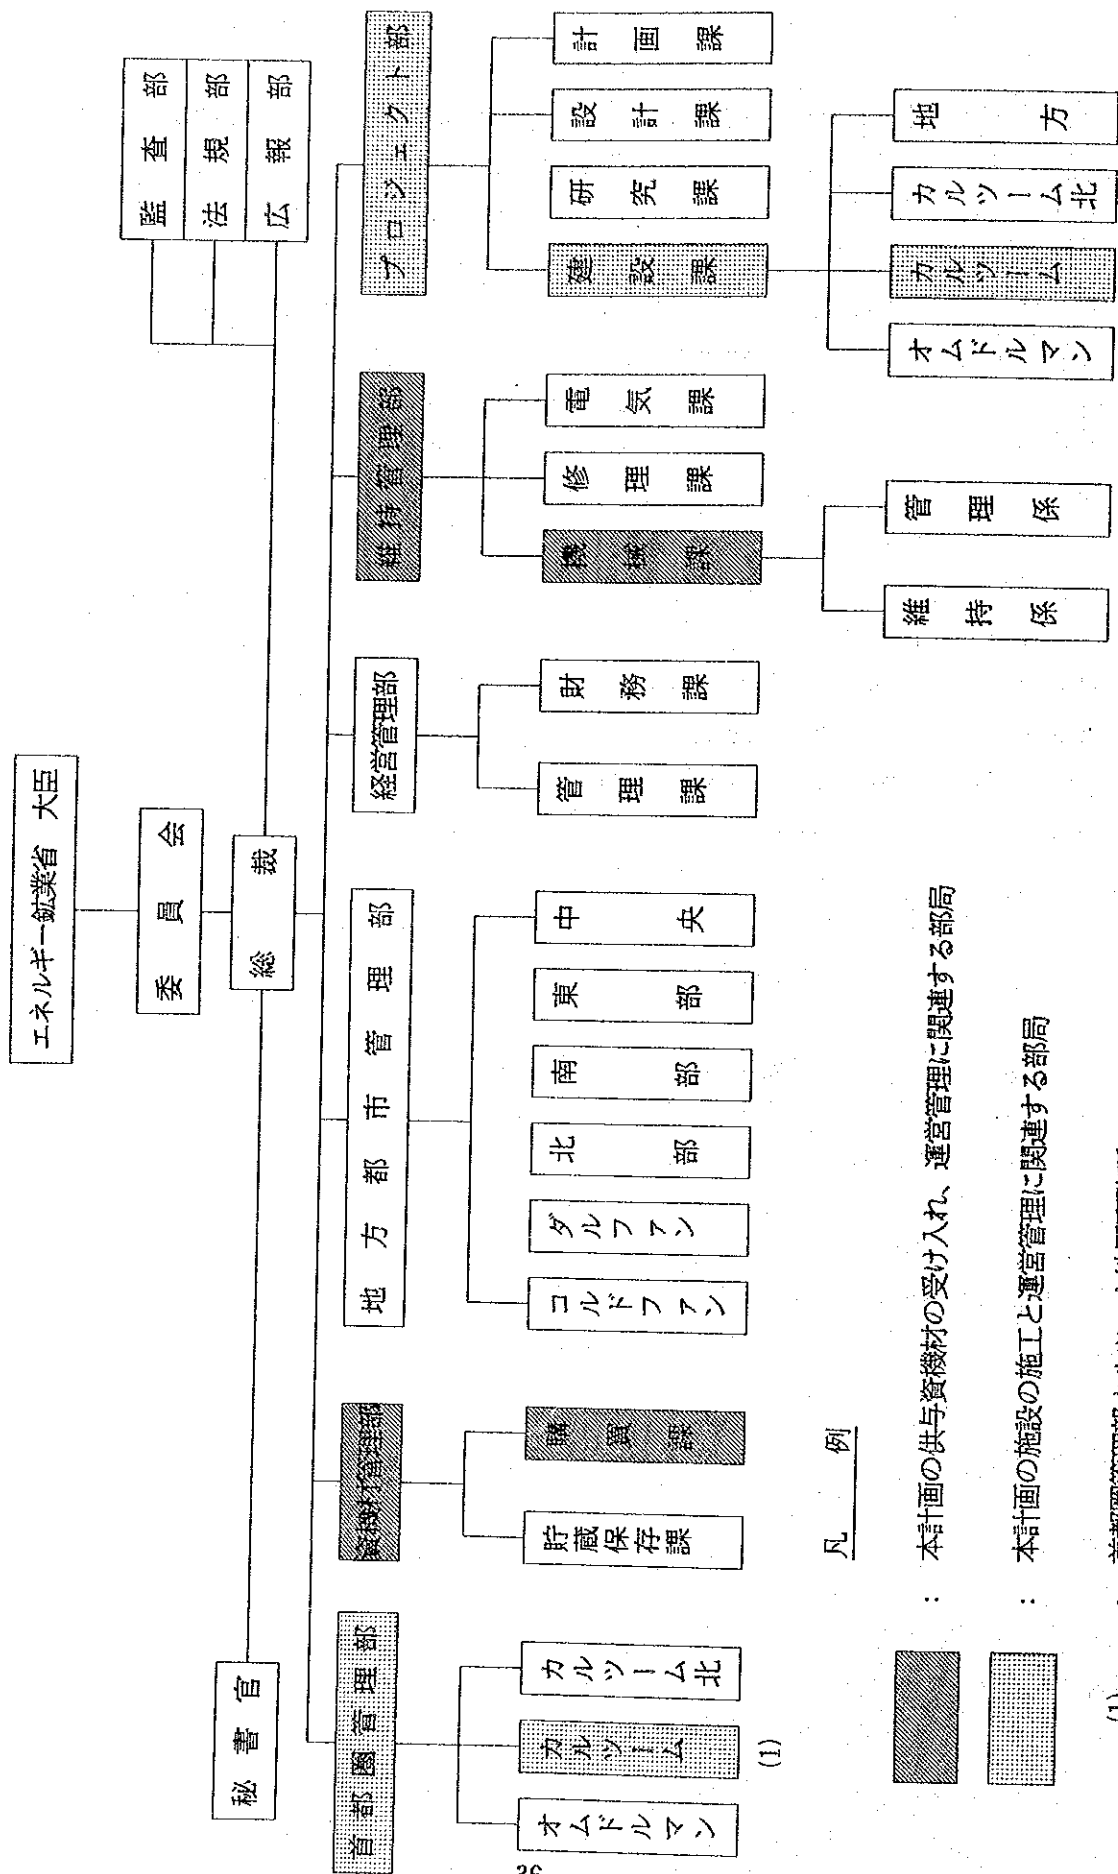 エネルギー鉱業省 大臣
委員会
総裁
秘書官
監査部
法規部
広報部
首都圏管理部
資機材管理部
地方都市管理部
経営管理部
維持管理部
プロジェクト部
オムドルマン
カルツーム
カルツーム北
貯蔵保存課
購買課
コルドファン
ダルファン
北部
南部
東部
中央
管理課
財務課
機械課
修理課
電気課
建設課
研究課
設計課
計画課
(1)
維持係
管理係
オムドルマン
カルツーム
カルツーム北
地方
凡例
: 本計画の供与資機材の受け入れ、運営管理に関連する部局
: 本計画の施設の施工と運営管理に関連する部局
(1)
36